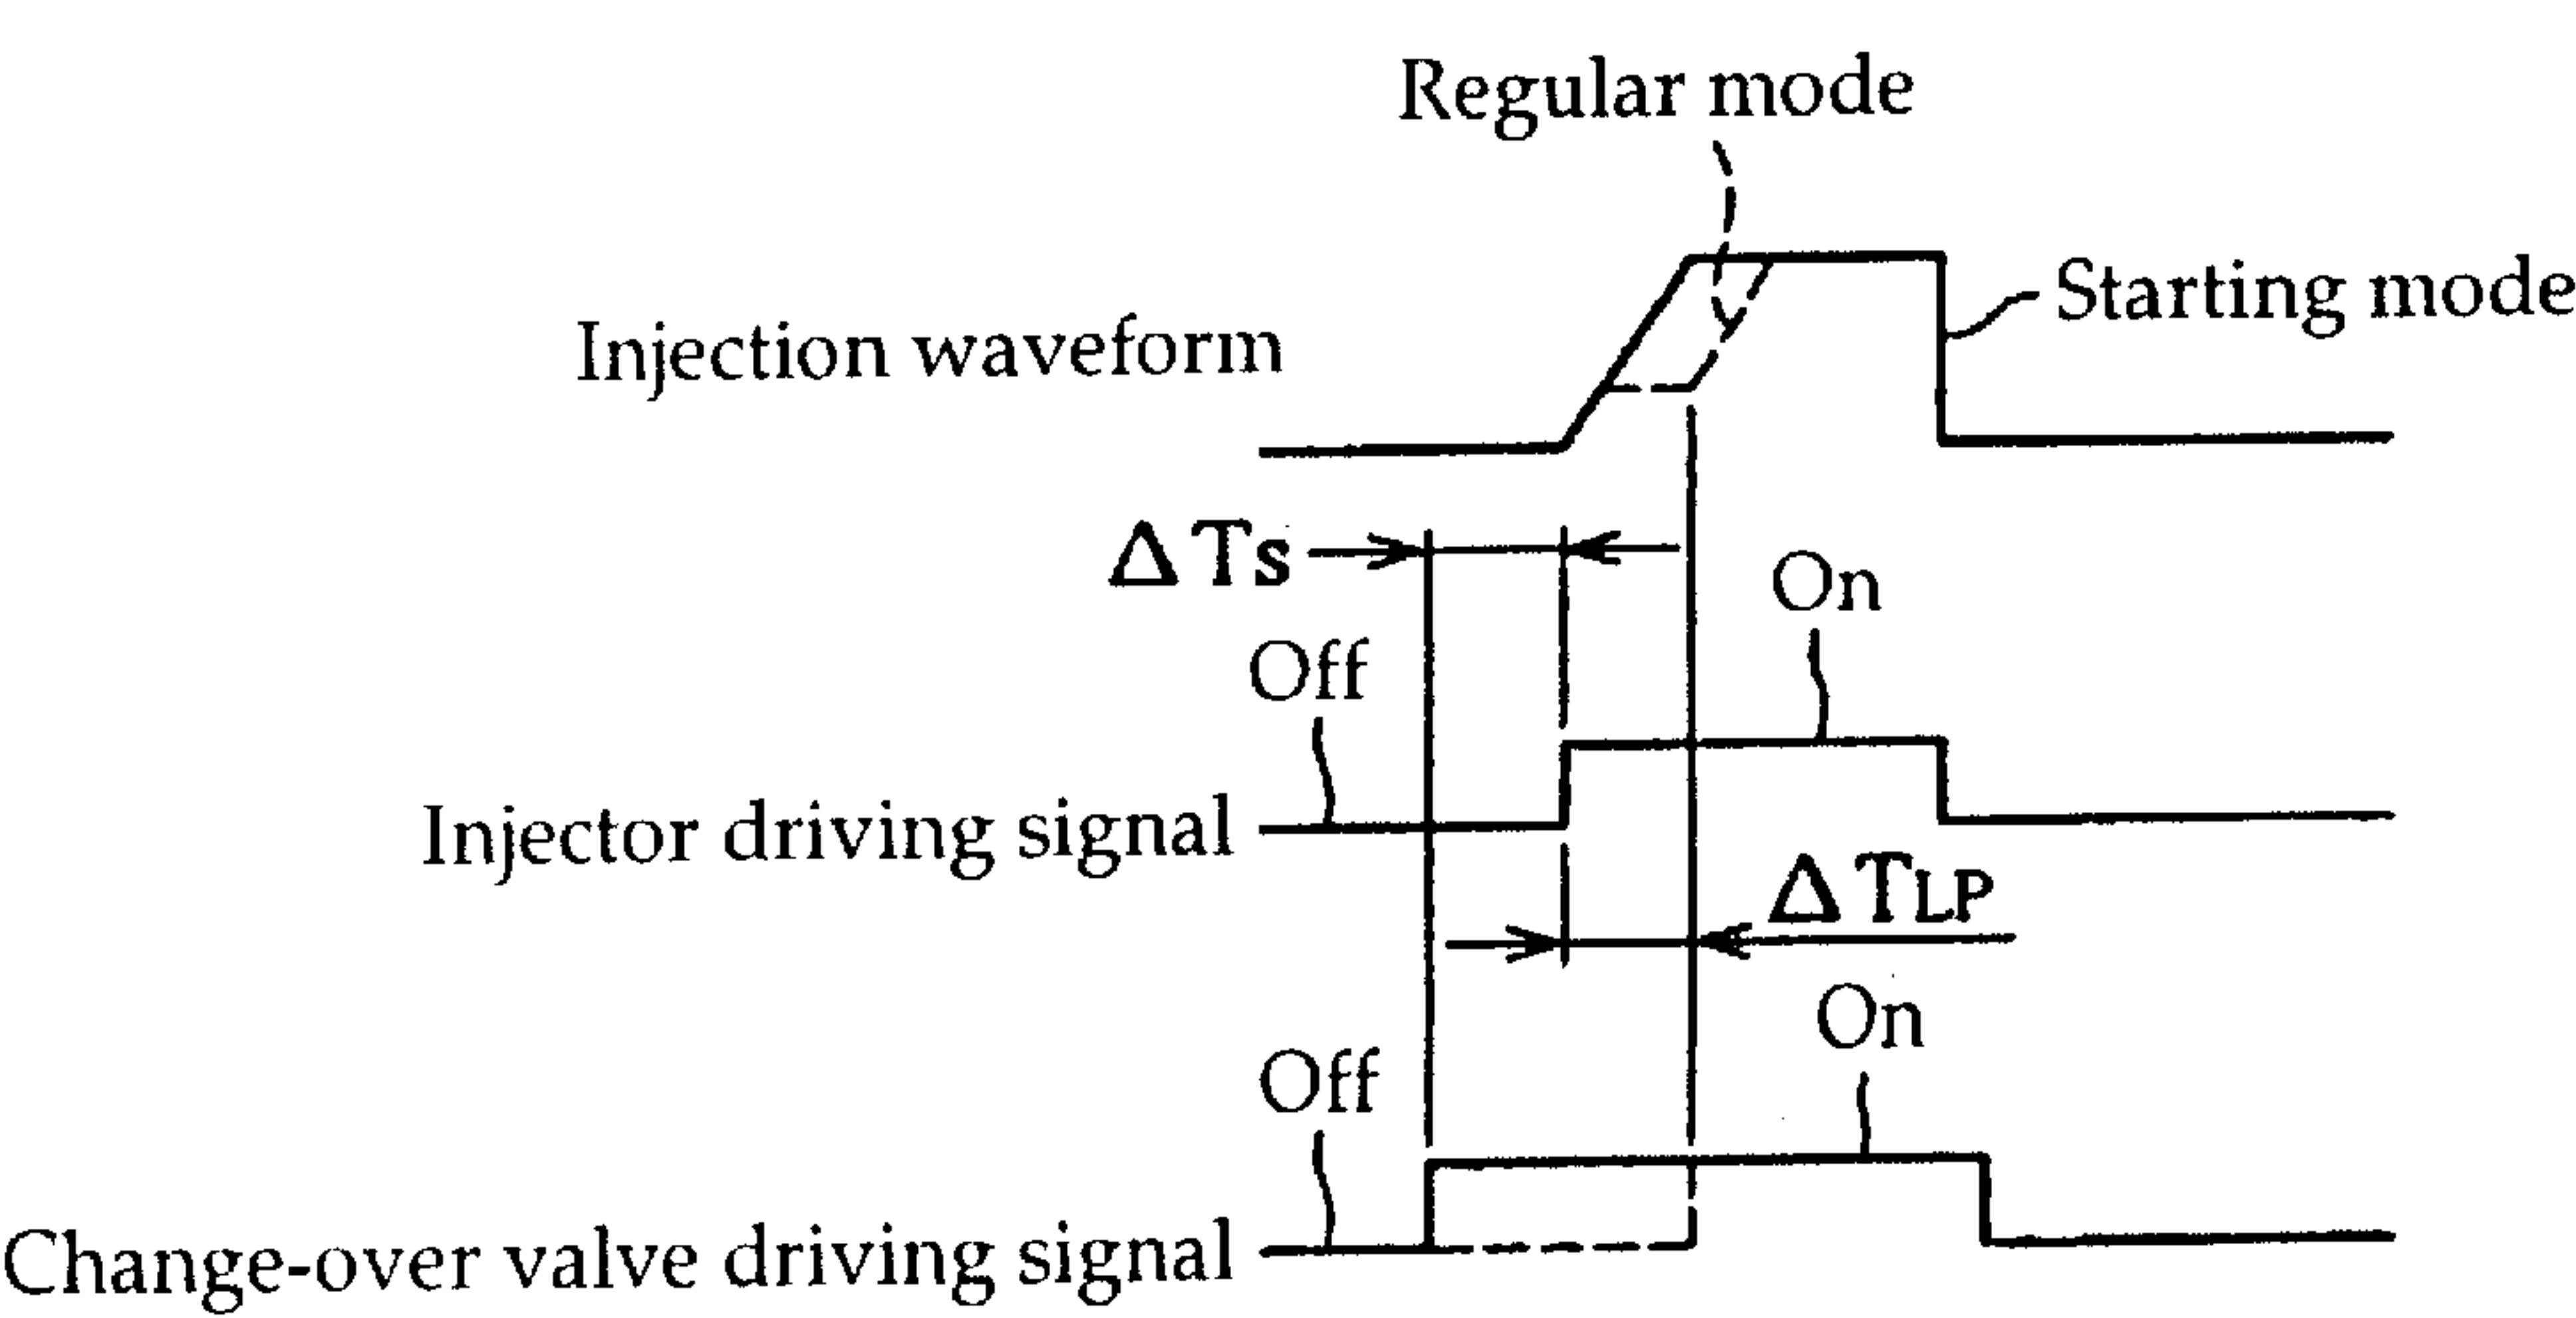 Regular mode
Starting mode
Injection waveform
ΔTS
On
Off
Injector driving signal
ΔTLP
On
Off
Change-over valve driving signal